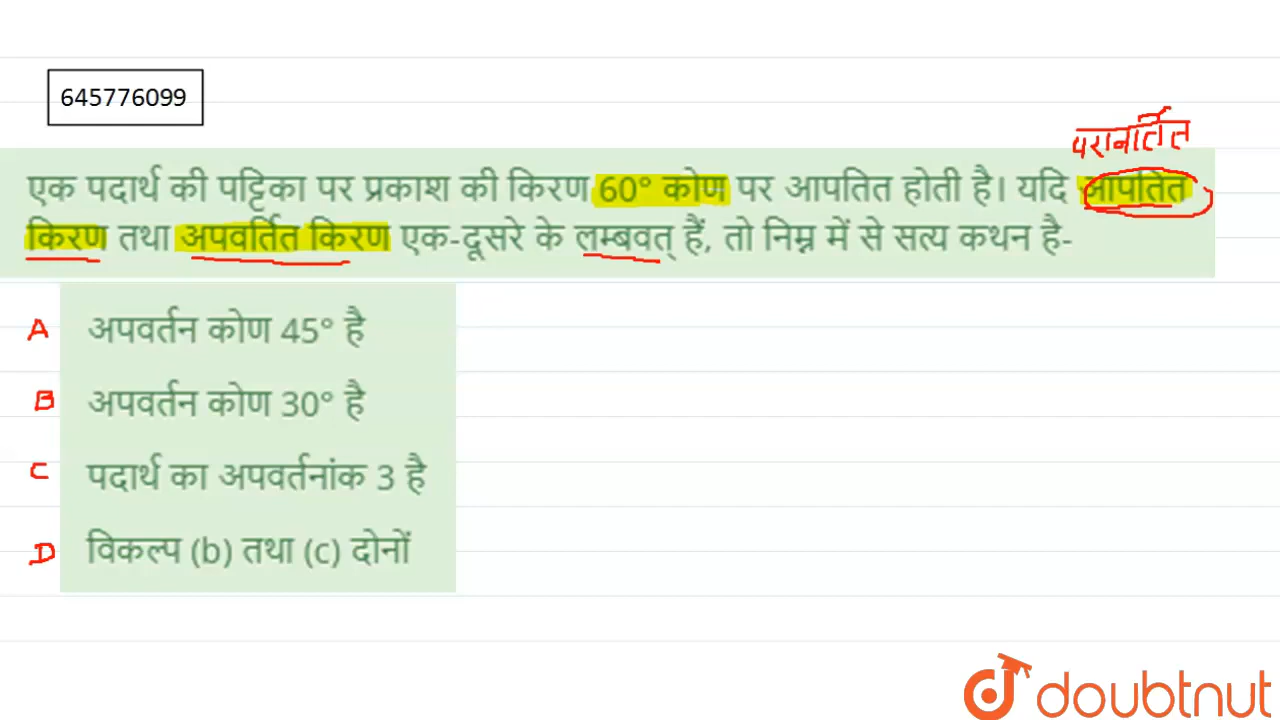 645776099
परावर्तित
एक पदार्थ की पट्टिका पर प्रकाश की किरण 60° कोण पर आपतित होती है। यदि आपतित
किरण तथा अपवर्तित किरण एक-दूसरे के लम्बवत् हैं, तो निम्न में से सत्य कथन है-
A अपवर्तन कोण 45° है
B अपवर्तन कोण 30° है
C पदार्थ का अपवर्तनांक 3 है
D विकल्प (b) तथा (c) दोनों
doubtnut